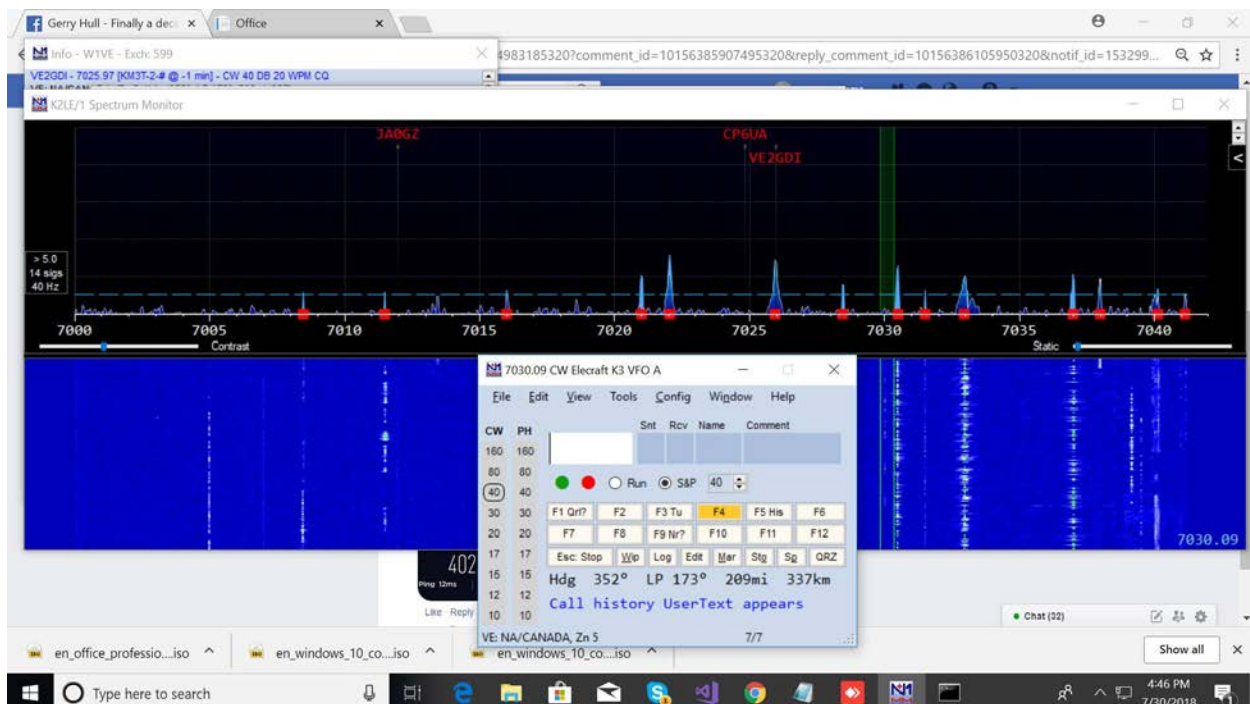 Gerry Hull - Finally a dec
Office
Info - W1VE - Exch: 599
4983185320?comment_id=10156385907495320&reply_comment_id=10156386105950320&notif_id=153299...
VE2GDI - 7025.97 [KM3T-2-# @ -1 min] - CW 40 DB 20 WPM CQ
K2LE/1 Spectrum Monitor
JA0GZ
CP6UA
VE2GDI
<
> 5.0
14 sigs
40 Hz
7000 7005 7010 7015 7020 7025 7030 7035 7040
Contrast
Static
7030.09 CW Elecraft K3 VFO A
File Edit View Tools Config Window Help
CW PH
Snt Rcv Name Comment
160 160
80 80
40 40
Run S&P 40
30 30
F1 Qrl? F2 F3 Tu F4 F5 His F6
20 20
F7 F8 F9 Nr? F10 F11 F12
17 17
Esc: Stop Wip Log Edit Mar Sto Sp QRZ
15 15
Hdg 352° LP 173° 209mi 337km
12 12
Call history UserText appears
10 10
VE: NA/CANADA, Zn 5 7/7
7030.09
402
Ping 12ms
Like Reply
Chat (32)
en_office_professio....iso
en_windows_10_co....iso
en_windows_10_co....iso
Show all
Type here to search
N1
4:46 PM
7/30/2018